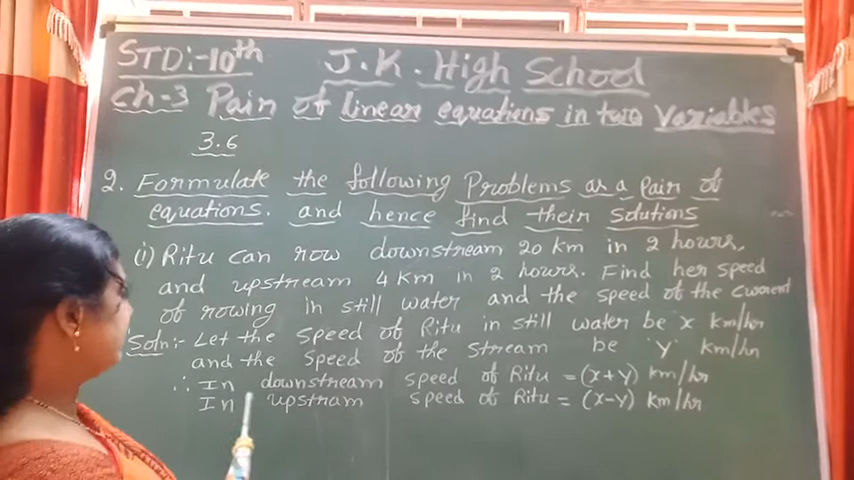 STD:-10th J.K. High School
Ch-3 Pair of linear equations in two Variables
3.6
2. Formulate the following Problems as a Pair of
equations. and hence find their solutions
(i) Ritu can row downstream 20 km in 2 hours,
and upstream 4 km in 2 hours. Find her speed
of rowing in still water and the speed of the current
Soln:- Let the speed of Ritu in still water be 'x' km/hr
and the speed of the stream be 'y' km/hr
∴ In downstream speed of Ritu = (x+y) km/hr
In upstram speed of Ritu = (x-y) km/hr